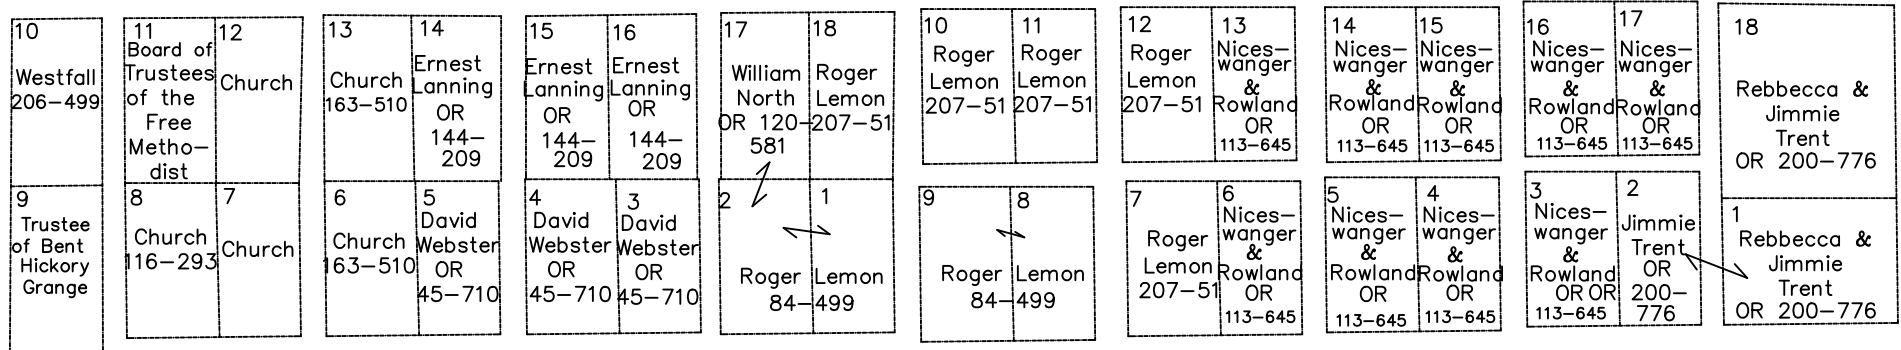 10
Westfall
206-499
11
Board of
Trustees
of the
Free
Metho-
dist
12
Church
13
Church
163-510
14
Ernest
Lanning
OR
144-
209
15
Ernest
Lanning
OR
144-
209
16
Ernest
Lanning
OR
144-
209
17
William
North
OR 120-
581
18
Roger
Lemon
207-51
10
Roger
Lemon
207-51
11
Roger
Lemon
207-51
12
Roger
Lemon
207-51
13
Nices-
wanger
&
Rowland
OR
113-645
14
Nices-
wanger
&
Rowland
OR
113-645
15
Nices-
wanger
&
Rowland
OR
113-645
16
Nices-
wanger
&
Rowland
OR
113-645
17
Nices-
wanger
&
Rowland
OR
113-645
18
Rebbecca &
Jimmie
Trent
OR 200-776
9
Trustee
of Bent
Hickory
Grange
8
Church
116-293
7
Church
6
Church
163-510
5
David
Webster
OR
45-710
4
David
Webster
OR
45-710
3
David
Webster
OR
45-710
2
1
Roger Lemon
84-499
9
8
Roger Lemon
84-499
7
Roger
Lemon
207-51
6
Nices-
wanger
&
Rowland
OR
113-645
5
Nices-
wanger
&
Rowland
OR
113-645
4
Nices-
wanger
&
Rowland
OR
113-645
3
Nices-
wanger
&
Rowland
OR OR
113-645
2
Jimmie
Trent
OR
200-
776
1
Rebbecca &
Jimmie
Trent
OR 200-776